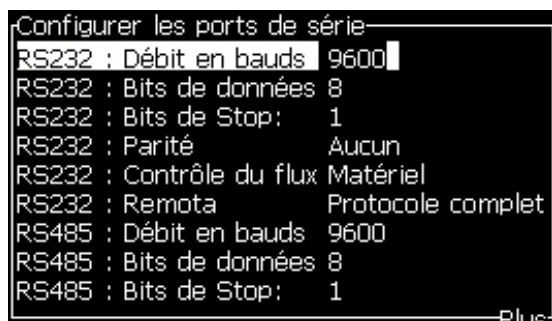 Configurer les ports de série
RS232 : Débit en bauds 9600
RS232 : Bits de données 8
RS232 : Bits de Stop: 1
RS232 : Parité Aucun
RS232 : Contrôle du flux Matériel
RS232 : Remota Protocole complet
RS485 : Débit en bauds 9600
RS485 : Bits de données 8
RS485 : Bits de Stop: 1
Plus